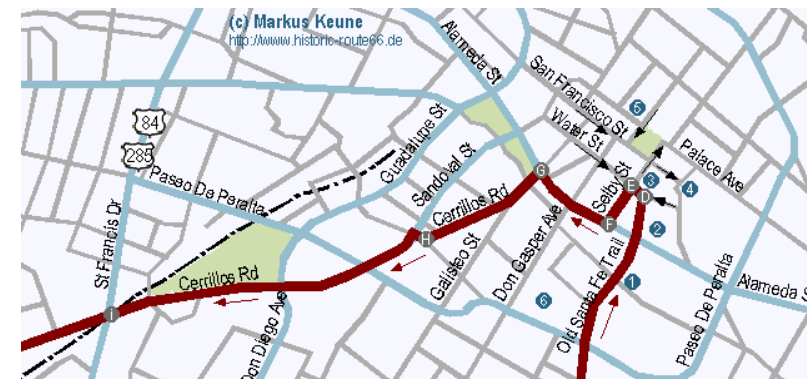 (c) Markus Keune
http://www.historic-route66.de
Alameda St
San Francisco St
5
Water St
Palace Ave
84
285
Guadalupe St
Sandoval St
Selby St
G
E
3
4
D
Paseo De Peralta
Cerrillos Rd
F
2
H
St Francis Dr
Galisteo St
Don Gasper Ave
Old Santa Fe Trail
Paseo De Peralta
Cerrillos Rd
1
Alameda S
6
I
Don Diego Ave